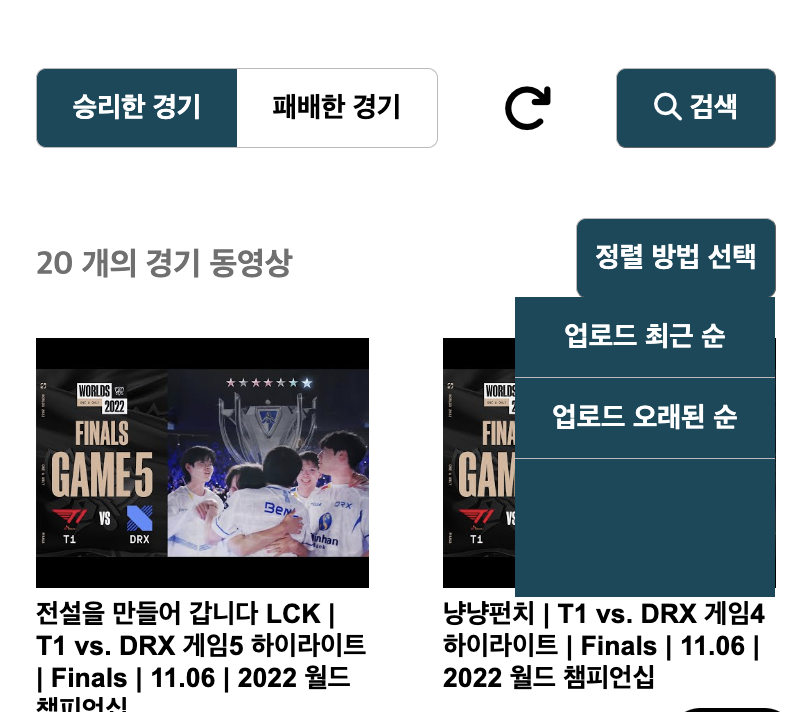 승리한 경기
패배한 경기
검색
20 개의 경기 동영상
정렬 방법 선택
업로드 최근 순
업로드 오래된 순
WORLDS
2022
FINALS
GAME 5
T1
VS
DRX
전설을 만들어 갑니다 LCK |
T1 vs. DRX 게임5 하이라이트
| Finals | 11.06 | 2022 월드
챔피언십
냥냥펀치 | T1 vs. DRX 게임4
하이라이트 | Finals | 11.06 |
2022 월드 챔피언십